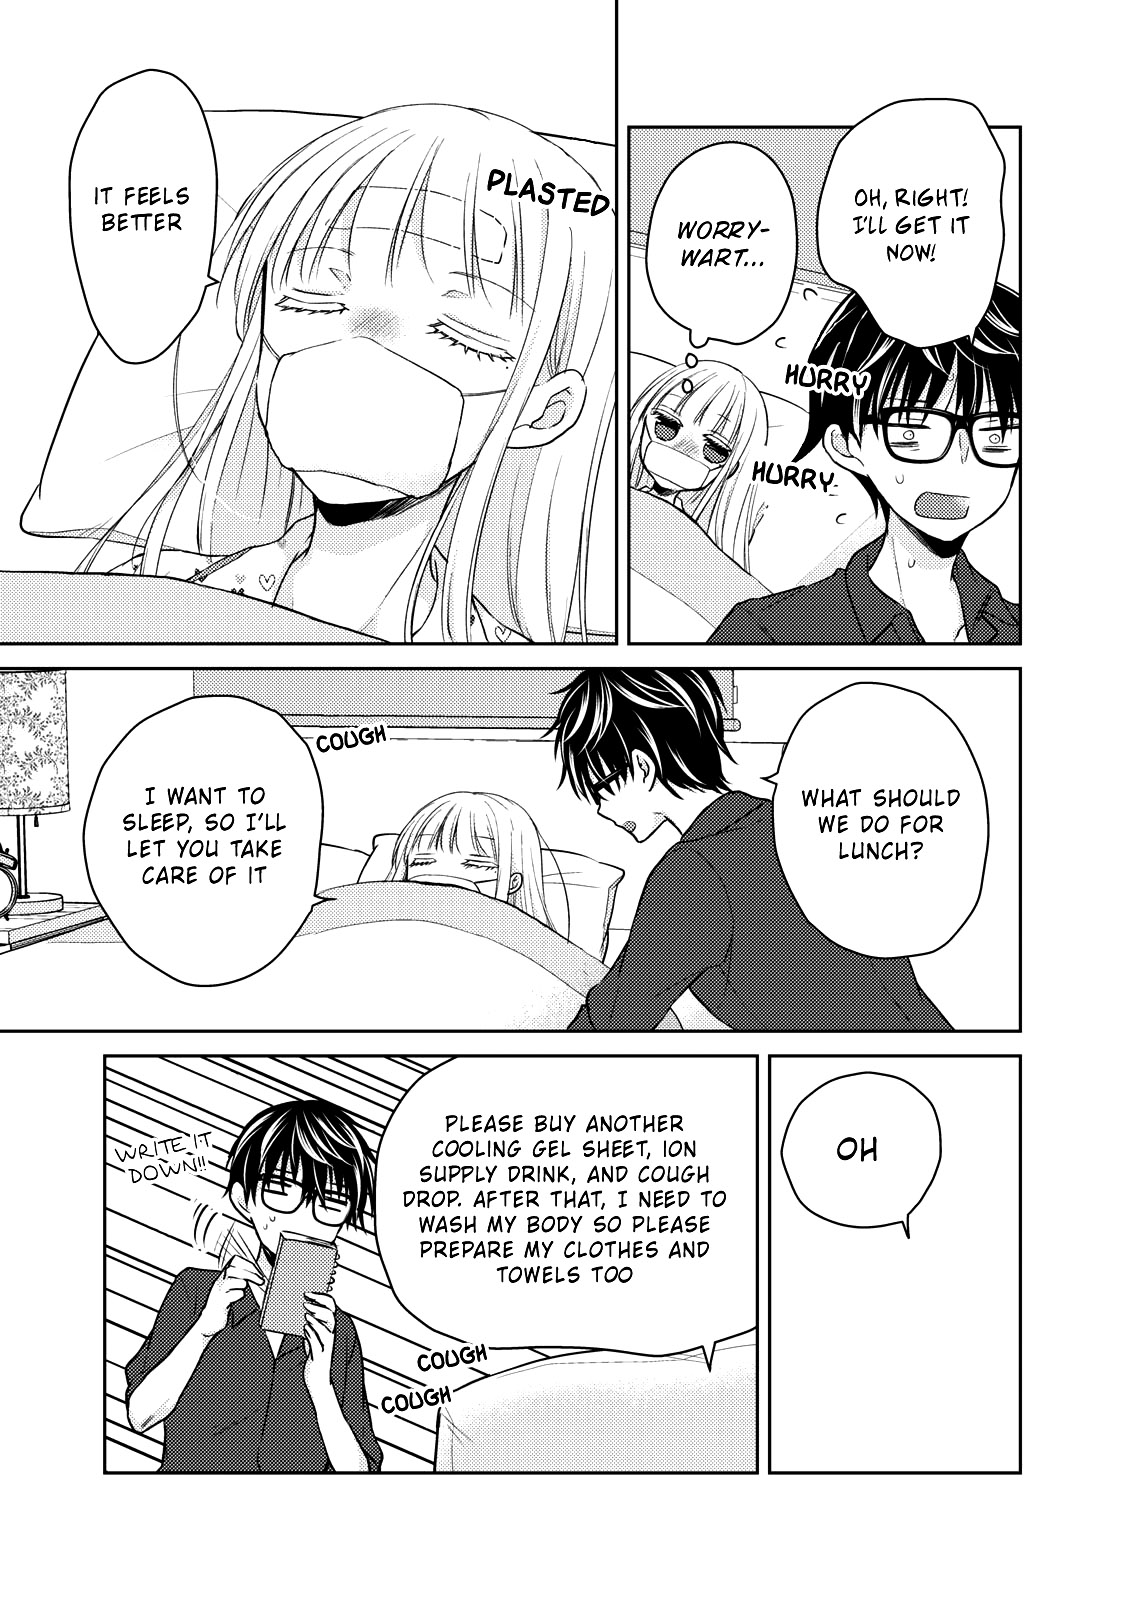 OH, RIGHT!
I'LL GET IT
NOW!
WORRY-
WART...
HURRY
HURRY
PLASTED
IT FEELS
BETTER
WHAT SHOULD
WE DO FOR
LUNCH?
COUGH
I WANT TO
SLEEP, SO I'LL
LET YOU TAKE
CARE OF IT
OH
PLEASE BUY ANOTHER
COOLING GEL SHEET, ION
SUPPLY DRINK, AND COUGH
DROP. AFTER THAT, I NEED TO
WASH MY BODY SO PLEASE
PREPARE MY CLOTHES AND
TOWELS TOO
WRITE IT
DOWN!!
COUGH
COUGH